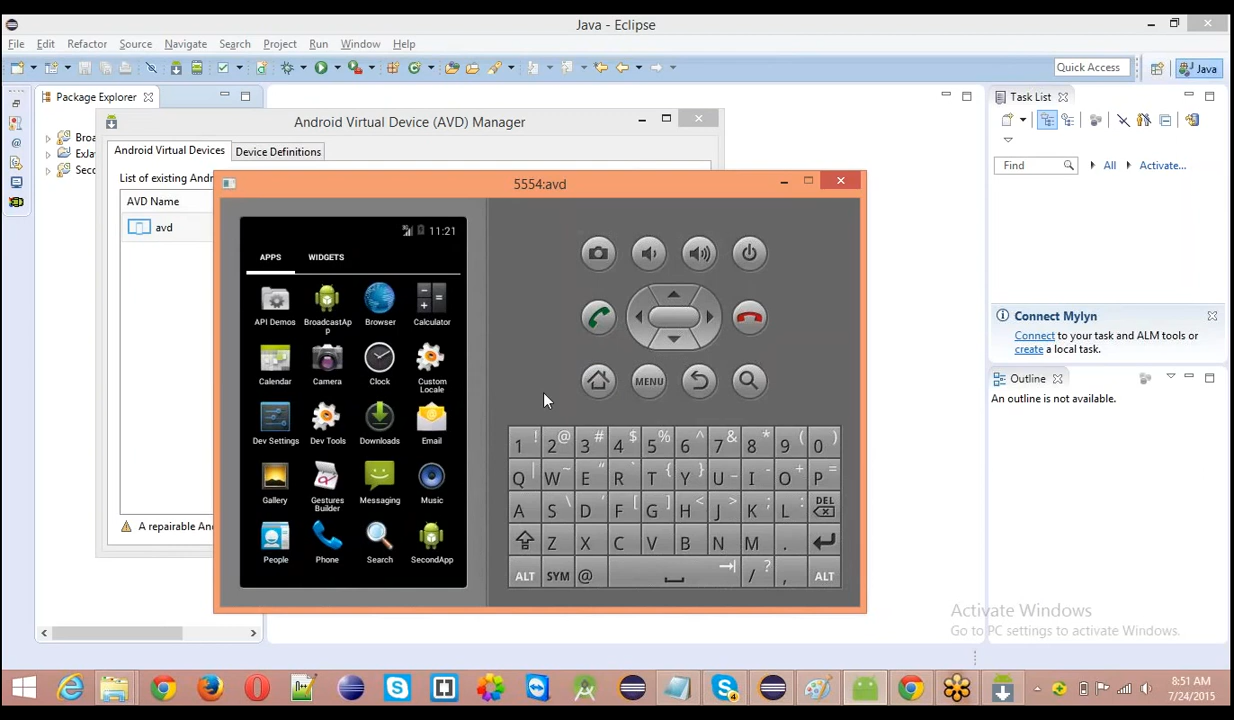 Java - Eclipse
File Edit Refactor Source Navigate Search Project Run Window Help
Quick Access
Java
Package Explorer
Broa
ExJav
Seco
Android Virtual Device (AVD) Manager
Android Virtual Devices
Device Definitions
List of existing Andr
AVD Name
avd
A repairable An
5554:avd
3G 11:21
APPS WIDGETS
API Demos
BroadcastAp
p
Browser
Calculator
Calendar
Camera
Clock
Custom
Locale
Dev Settings
Dev Tools
Downloads
Email
Gallery
Gestures
Builder
Messaging
Music
People
Phone
Search
SecondApp
MENU
1 ! 2 @ 3 # 4 $ 5 % 6 ^ 7 & 8 * 9 ( 0 )
Q | W ~ E " R ` T { Y } U _ I - O + P =
A S \ D ' F [ G ] H < J > K ; L : DEL
Z X C V B N M .
ALT SYM @ / ? , ALT
Task List
Find
All
Activate...
Connect Mylyn
Connect to your task and ALM tools or
create a local task.
Outline
An outline is not available.
Activate Windows
Go to PC settings to activate Windows.
4
8:51 AM
7/24/2015